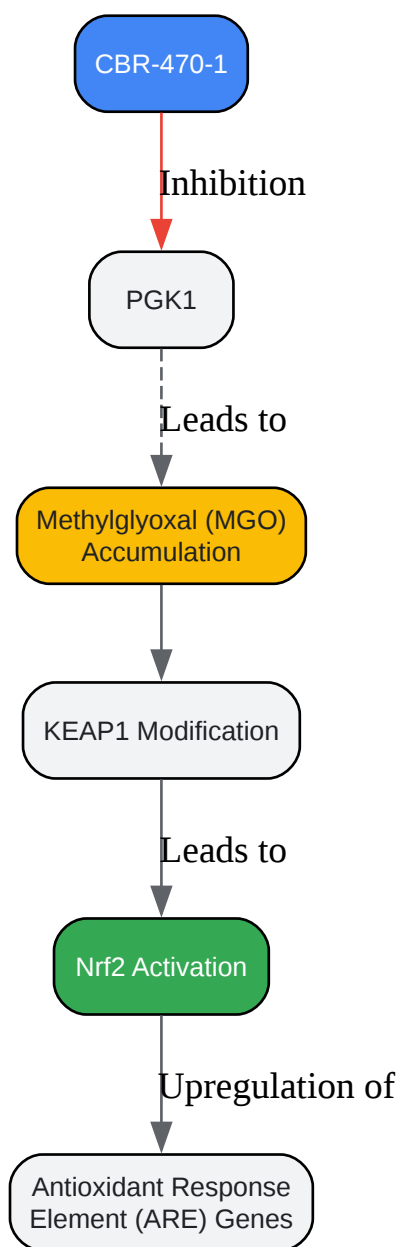 CBR-470-1
Inhibition
PGK1
Leads to
Methylglyoxal (MGO)
Accumulation
KEAP1 Modification
Leads to
Nrf2 Activation
Upregulation of
Antioxidant Response
Element (ARE) Genes